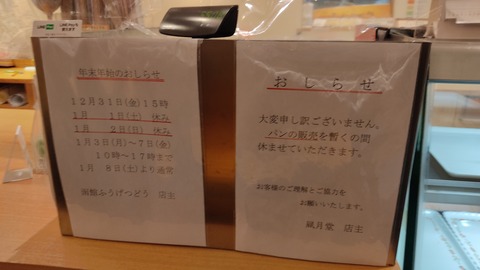 年末年始のおしらせ
12月31日(金)15時
1月 1日(土) 休み
1月 2日(日) 休み
1月3日(月)~7日(金)
10時~17時まで
1月 8日(土)より通常
函館ふうげつどう 店主
おしらせ
大変申し訳ございません。
パンの販売を暫くの間
休ませていただきます。
お客様のご理解とご協力を
お願いいたします。
凮月堂 店主